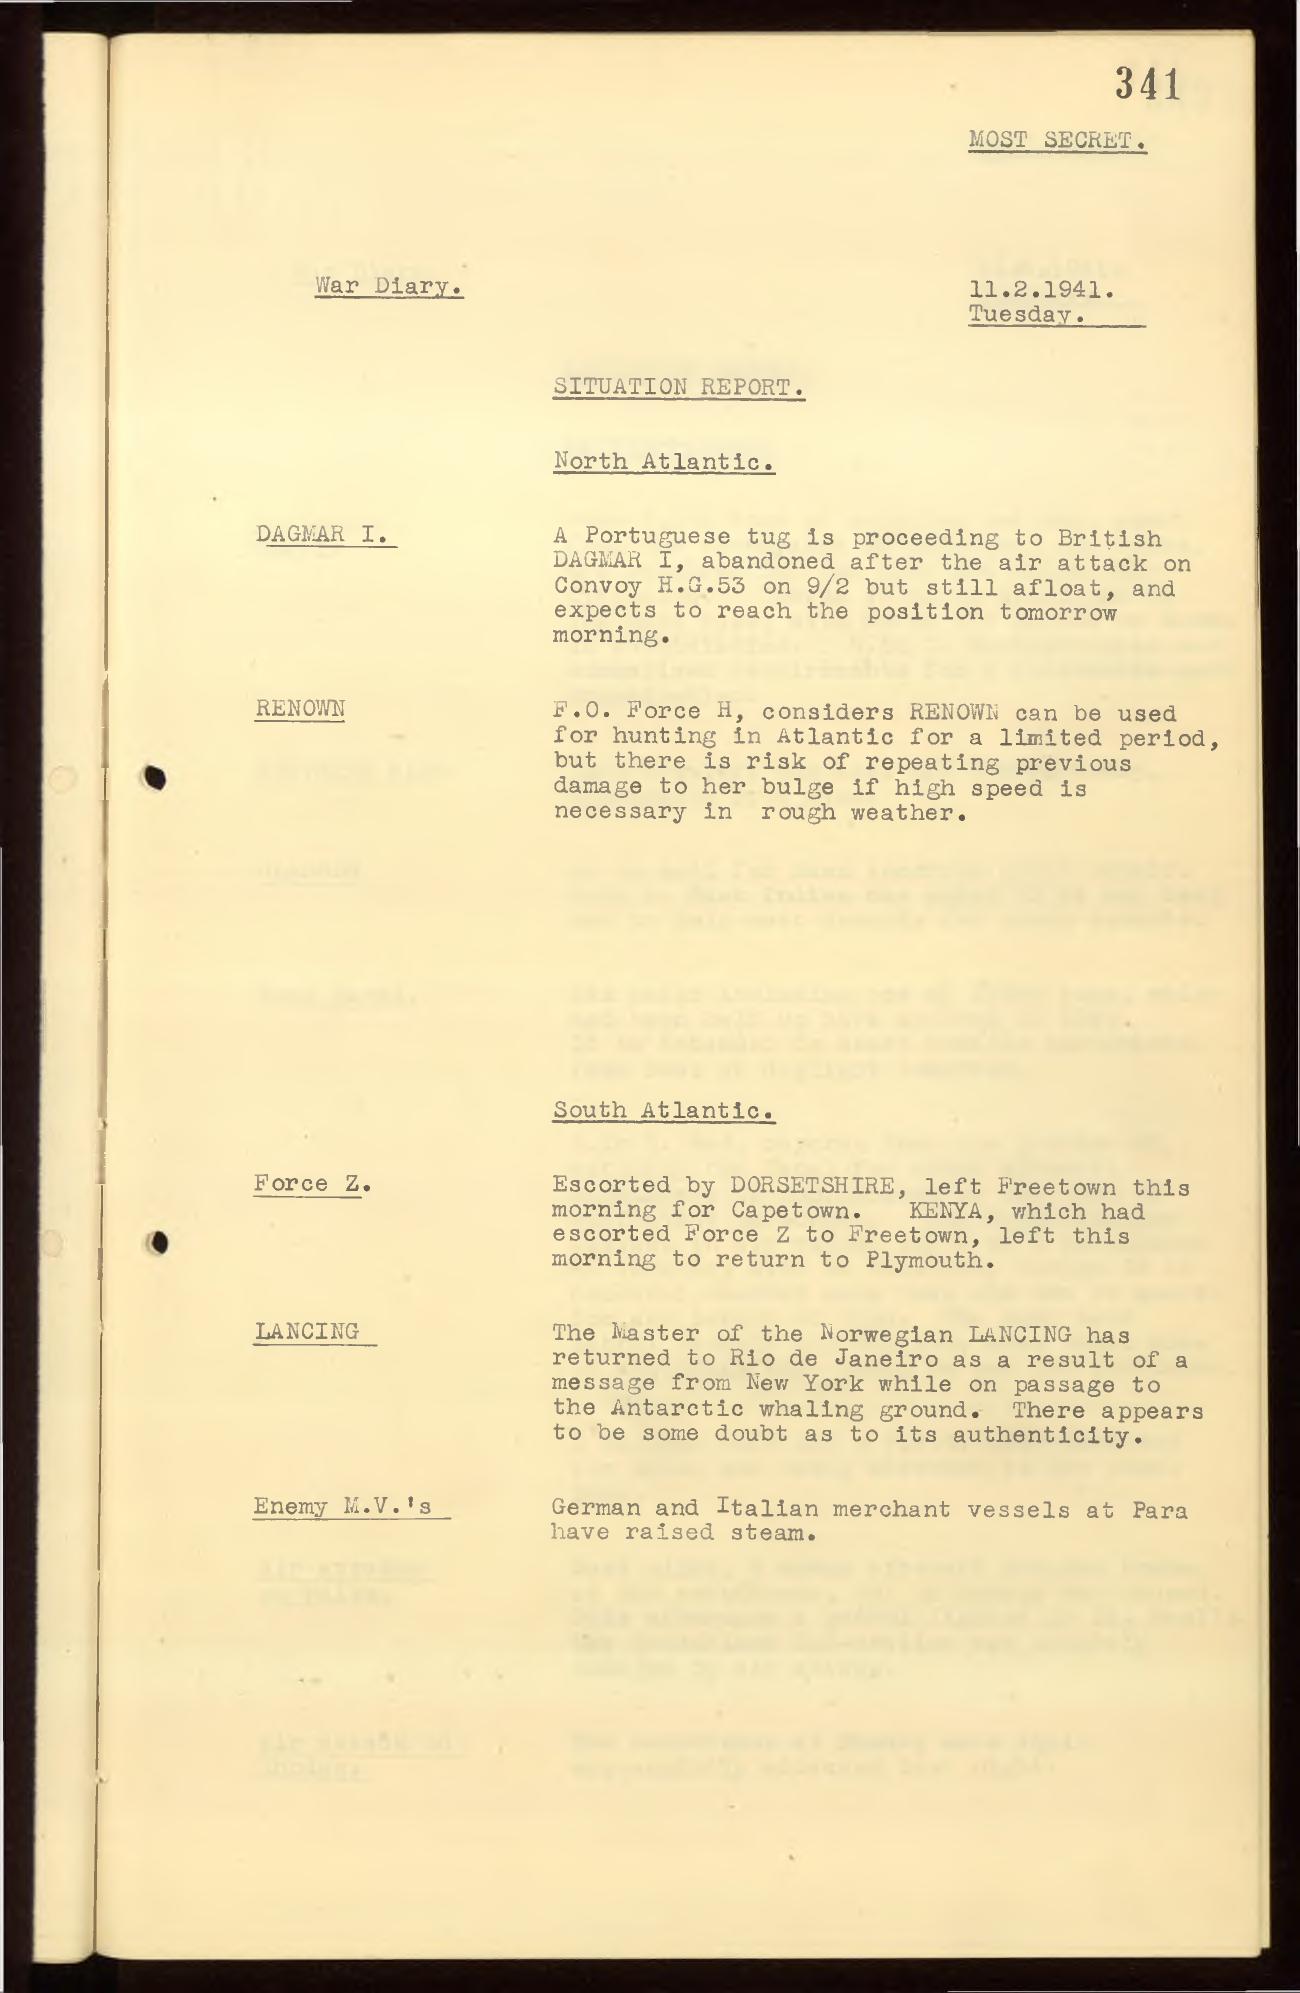 341
MOST SECRET.
War Diary.
11.2.1941.
Tuesday.
SITUATION REPORT.
North Atlantic.
DAGMAR I.
A Portuguese tug is proceeding to British
DAGMAR I, abandoned after the air attack on
Convoy H.G.53 on 9/2 but still afloat, and
expects to reach the position tomorrow
morning.
RENOWN
F.O. Force H, considers RENOWN can be used
for hunting in Atlantic for a limited period,
but there is risk of repeating previous
damage to her bulge if high speed is
necessary in rough weather.
South Atlantic.
Force Z.
Escorted by DORSETSHIRE, left Freetown this
morning for Capetown. KENYA, which had
escorted Force Z to Freetown, left this
morning to return to Plymouth.
LANCING
The Master of the Norwegian LANCING has
returned to Rio de Janeiro as a result of a
message from New York while on passage to
the Antarctic whaling ground. There appears
to be some doubt as to its authenticity.
Enemy M.V.'s
German and Italian merchant vessels at Para
have raised steam.